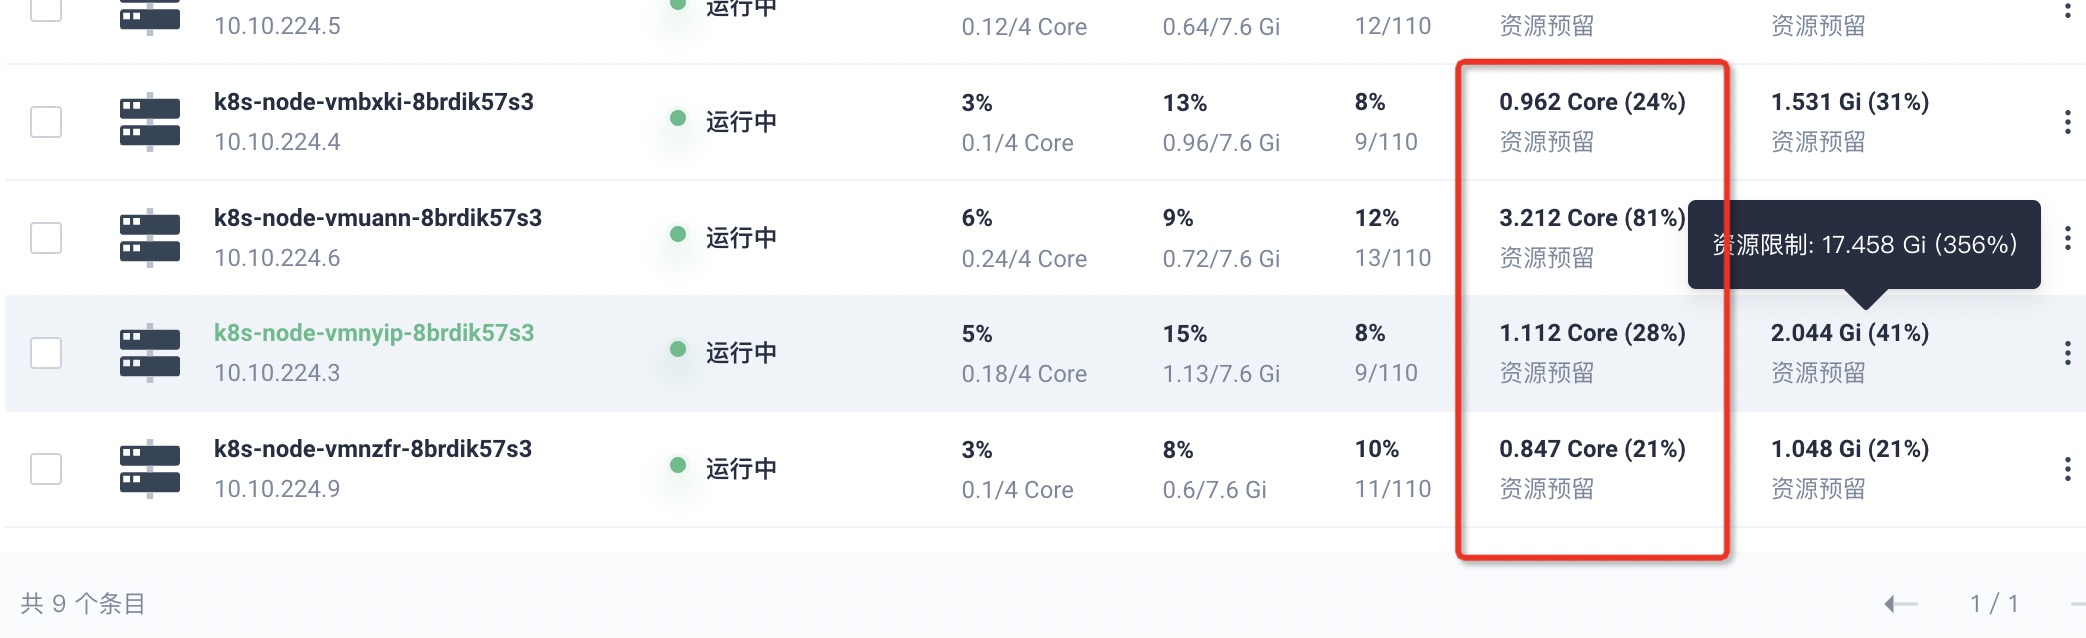 运行中
10.10.224.5 0.12/4 Core 0.64/7.6 Gi 12/110 资源预留 资源预留
k8s-node-vmbxki-8brdik57s3 运行中 3% 13% 8% 0.962 Core (24%) 1.531 Gi (31%)
10.10.224.4 0.1/4 Core 0.96/7.6 Gi 9/110 资源预留 资源预留
k8s-node-vmuann-8brdik57s3 运行中 6% 9% 12% 3.212 Core (81%)
资源限制: 17.458 Gi (356%)
10.10.224.6 0.24/4 Core 0.72/7.6 Gi 13/110 资源预留
k8s-node-vmnyip-8brdik57s3 运行中 5% 15% 8% 1.112 Core (28%) 2.044 Gi (41%)
10.10.224.3 0.18/4 Core 1.13/7.6 Gi 9/110 资源预留 资源预留
k8s-node-vmnzfr-8brdik57s3 运行中 3% 8% 10% 0.847 Core (21%) 1.048 Gi (21%)
10.10.224.9 0.1/4 Core 0.6/7.6 Gi 11/110 资源预留 资源预留
共 9 个条目 1 / 1